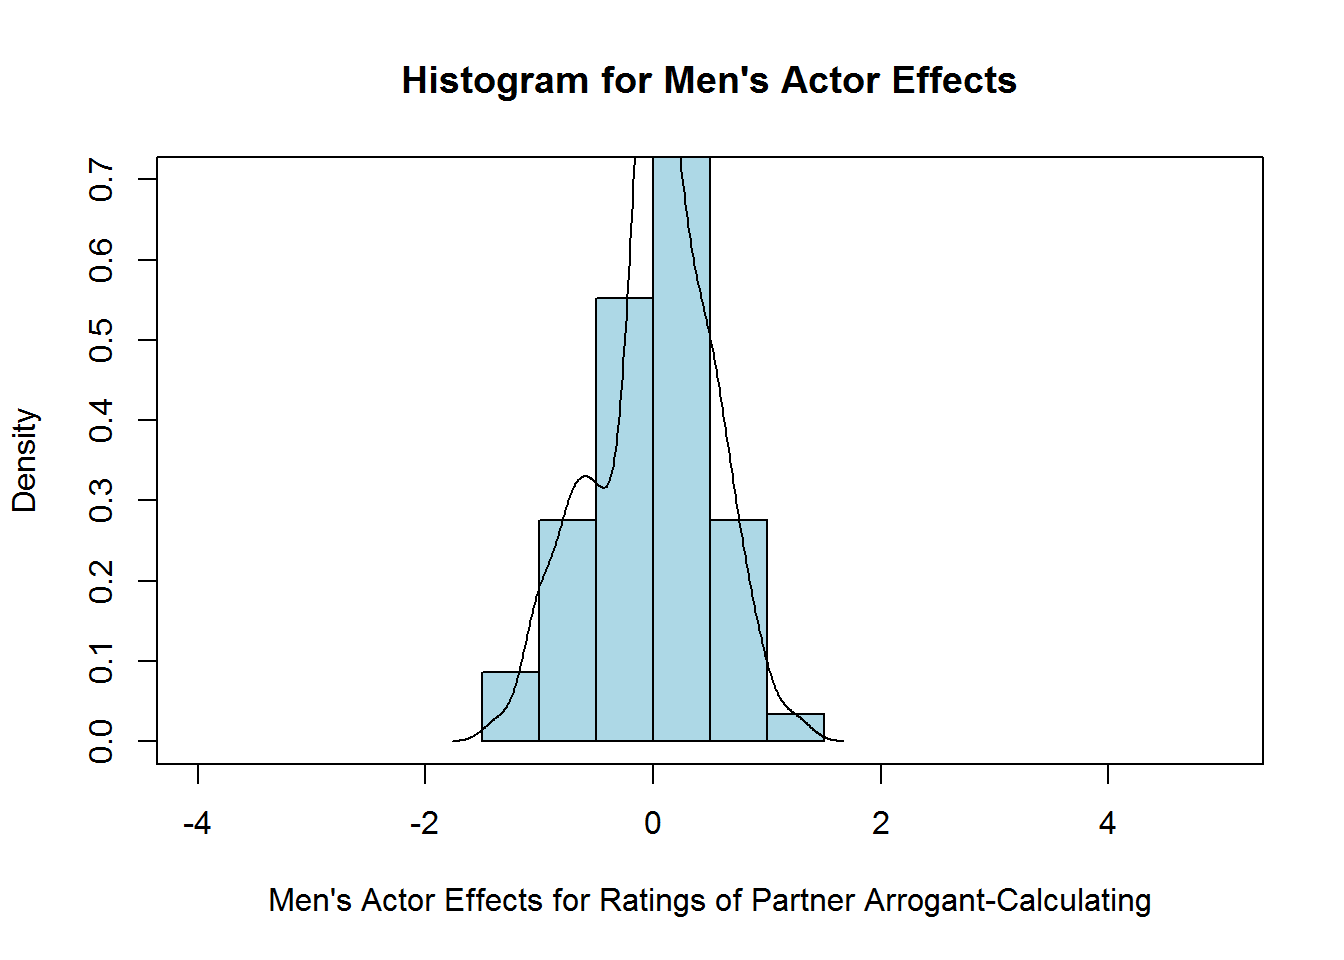 Histogram for Men's Actor Effects
0.7
0.6
0.5
0.4
0.3
0.2
0.1
0.0
Density
-4 -2 0 2 4
Men's Actor Effects for Ratings of Partner Arrogant-Calculating